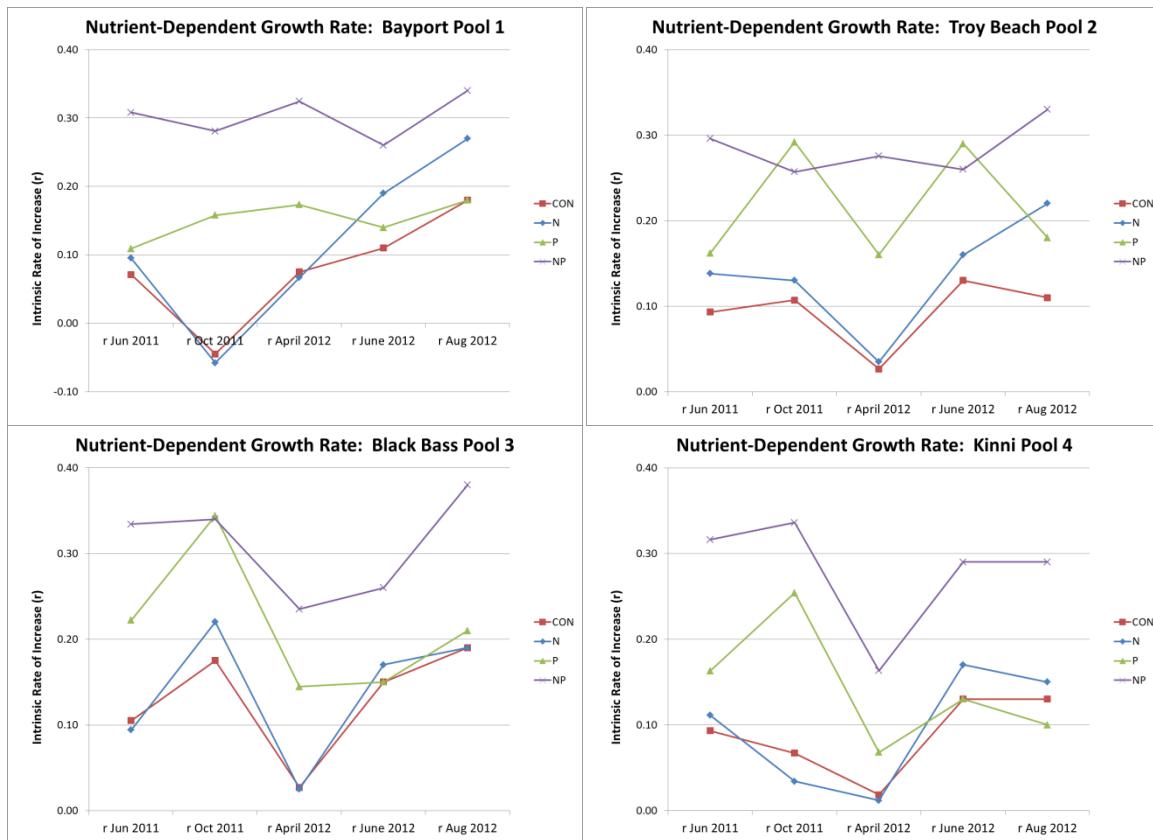 Nutrient-Dependent Growth Rate:  Bayport Pool 1
0.40
0.30
0.20
0.10
0.00
-0.10
Intrinsic Rate of Increase (r)
r Jun 2011
r Oct 2011
r April 2012
r June 2012
r Aug 2012
CON
N
P
NP
Nutrient-Dependent Growth Rate:  Troy Beach Pool 2
0.40
0.30
0.20
0.10
0.00
Intrinsic Rate of Increase (r)
r Jun 2011
r Oct 2011
r April 2012
r June 2012
r Aug 2012
CON
N
P
NP
Nutrient-Dependent Growth Rate:  Black Bass Pool 3
0.40
0.30
0.20
0.10
0.00
Intrinsic Rate of Increase (r)
r Jun 2011
r Oct 2011
r April 2012
r June 2012
r Aug 2012
CON
N
P
NP
Nutrient-Dependent Growth Rate:  Kinni Pool 4
0.40
0.30
0.20
0.10
0.00
Intrinsic Rate of Increase (r)
r Jun 2011
r Oct 2011
r April 2012
r June 2012
r Aug 2012
CON
N
P
NP